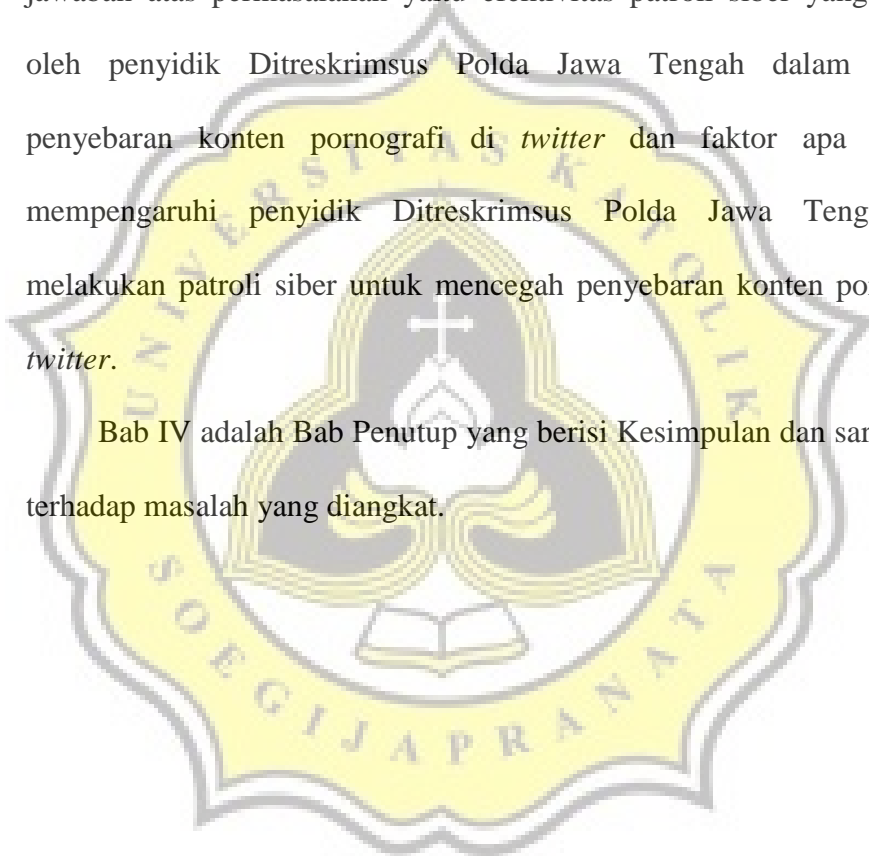 jawaban atas permasalahan yaitu efektivitas patroli siber yang
oleh penyidik Ditreskrimsus Polda Jawa Tengah dalam
penyebaran konten pornografi di twitter dan faktor apa
mempengaruhi penyidik Ditreskrimsus Polda Jawa Teng
melakukan patroli siber untuk mencegah penyebaran konten po
twitter.
Bab IV adalah Bab Penutup yang berisi Kesimpulan dan sar
terhadap masalah yang diangkat.
UNIVERSITAS KATOLIK
SOEGIJAPRANATA